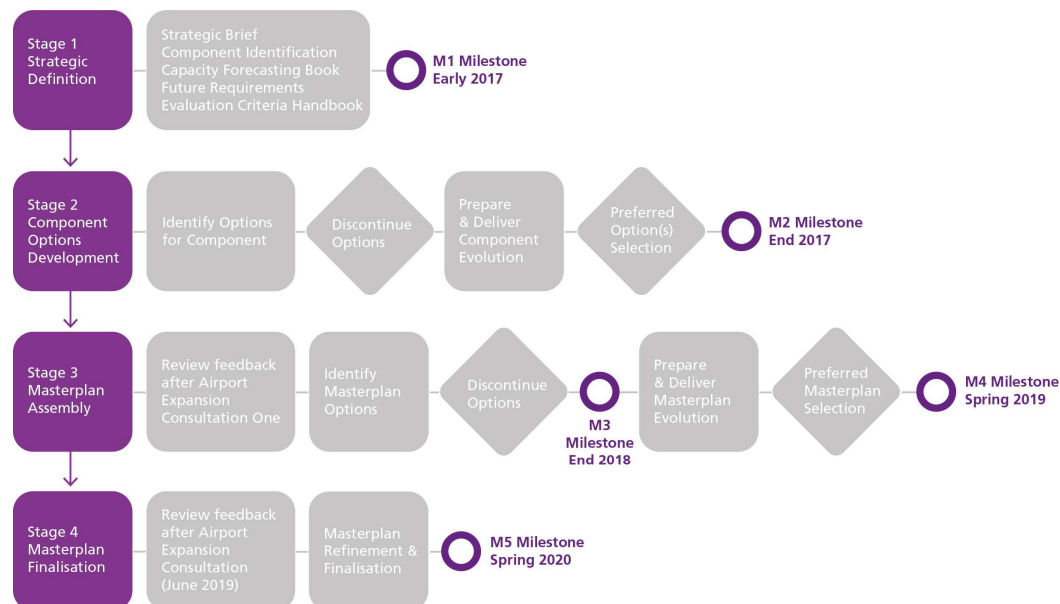 Stage 1
Strategic
Definition
Strategic Brief
Component Identification
Capacity Forecasting Book
Future Requirements
Evaluation Criteria Handbook
M1 Milestone
Early 2017
Stage 2
Component
Options
Development
Identify Options
for Component
Discontinue
Options
Prepare
& Deliver
Component
Evolution
Preferred
Option(s)
Selection
M2 Milestone
End 2017
Stage 3
Masterplan
Assembly
Review feedback
after Airport
Expansion
Consultation One
Identify
Masterplan
Options
Discontinue
Options
M3
Milestone
End 2018
Prepare
& Deliver
Masterplan
Evolution
Preferred
Masterplan
Selection
M4 Milestone
Spring 2019
Stage 4
Masterplan
Finalisation
Review feedback
after Airport
Expansion
Consultation
(June 2019)
Masterplan
Refinement &
Finalisation
M5 Milestone
Spring 2020